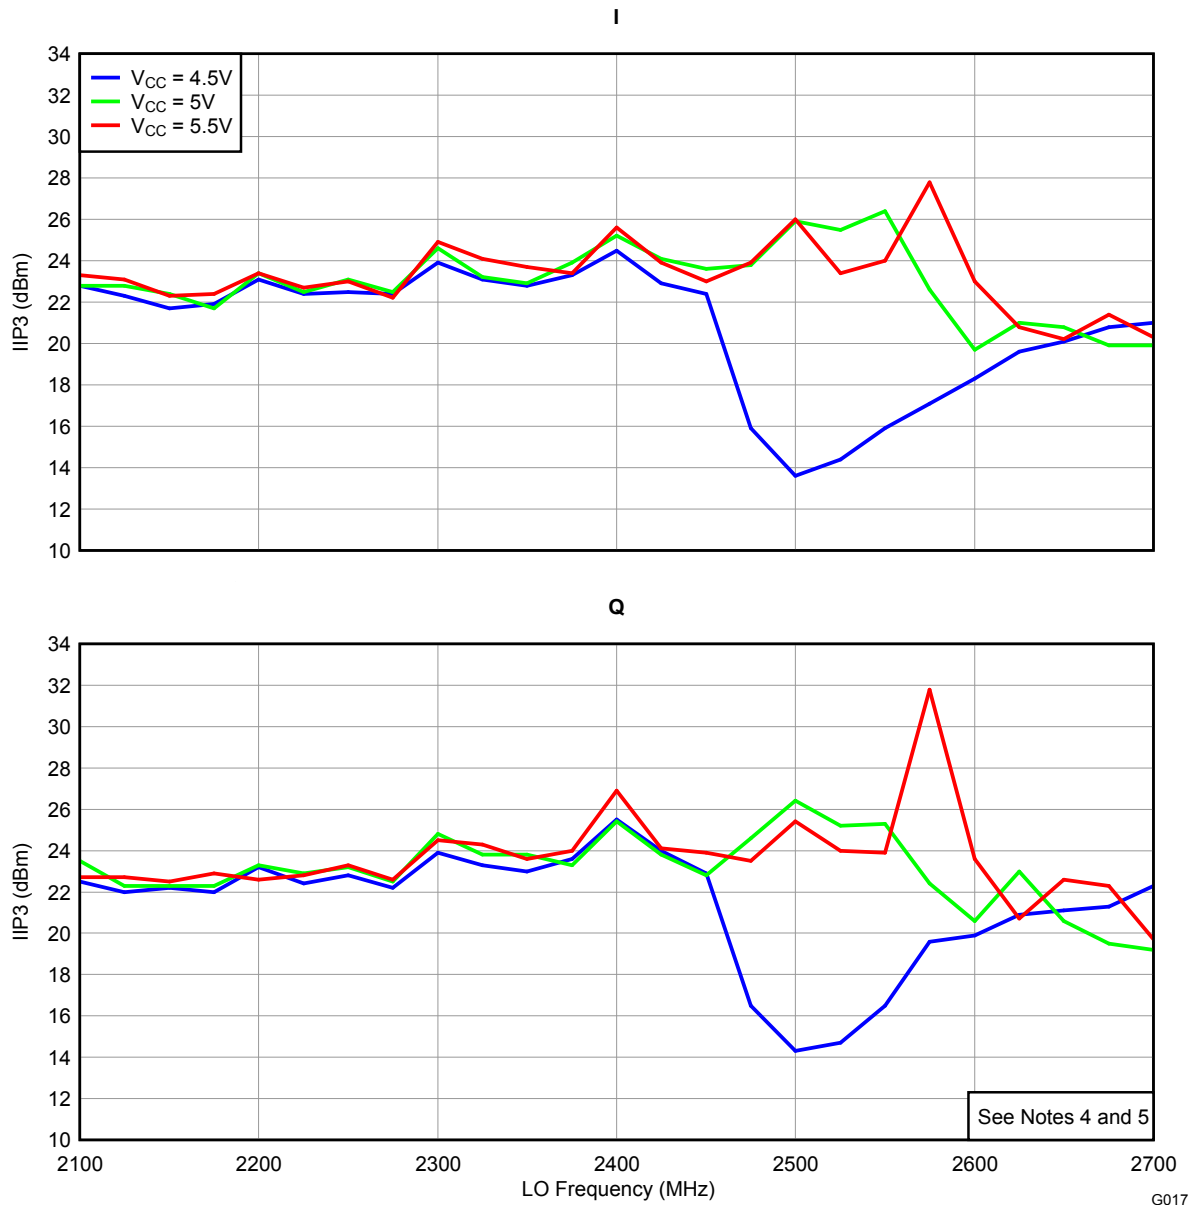 I
34
32
30
28
26
24
22
20
18
16
14
12
10
IIP3 (dBm)
VCC = 4.5V
VCC = 5V
VCC = 5.5V
Q
34
32
30
28
26
24
22
20
18
16
14
12
10
IIP3 (dBm)
See Notes 4 and 5
2100 2200 2300 2400 2500 2600 2700
LO Frequency (MHz)
G017